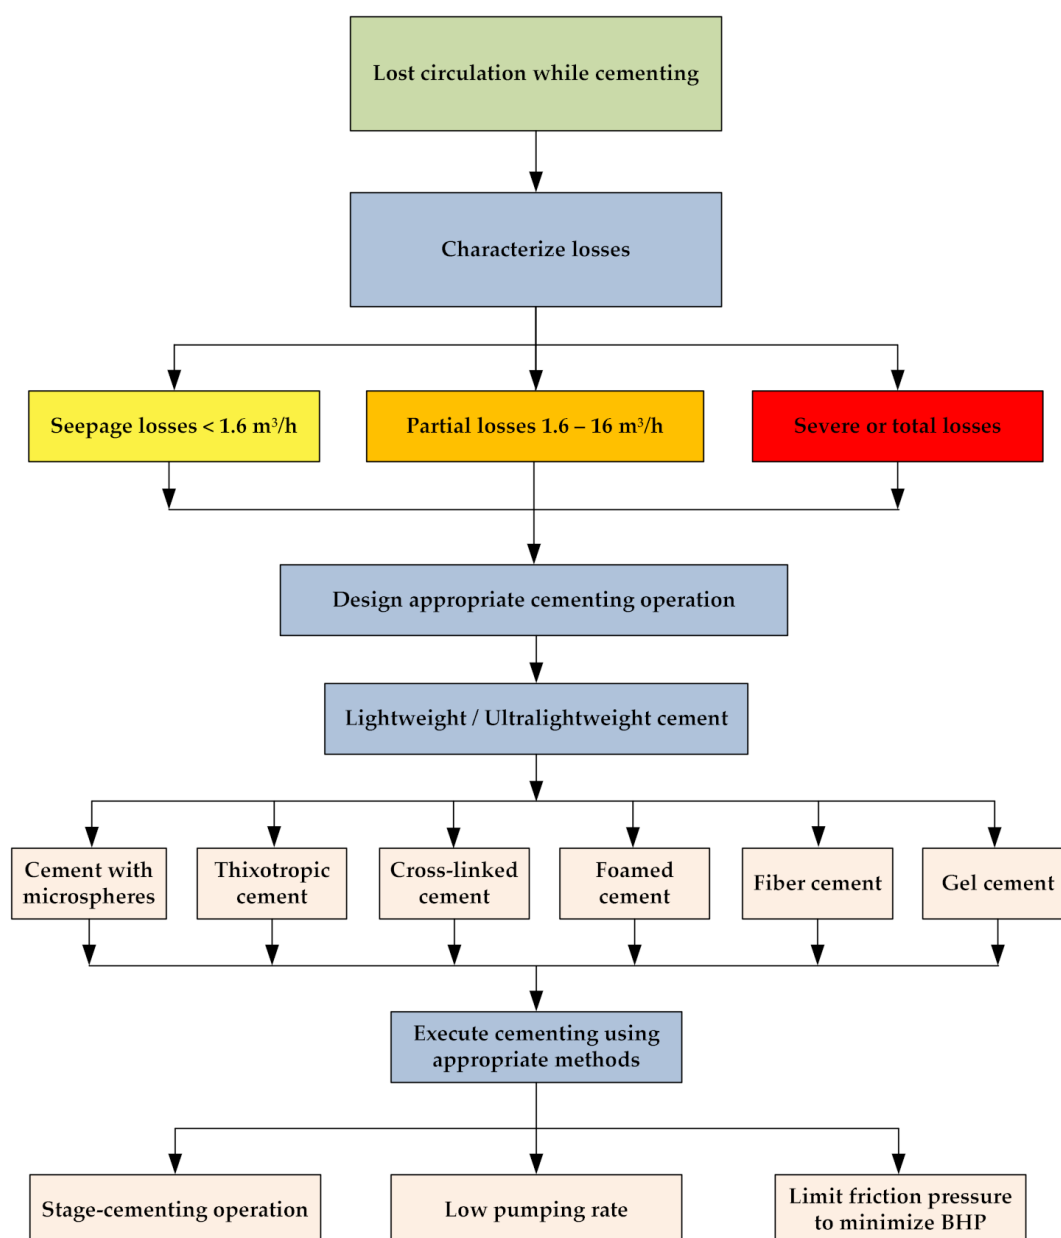 Lost circulation while cementing
Characterize losses
Seepage losses < 1.6 m³/h
Partial losses 1.6 – 16 m³/h
Severe or total losses
Design appropriate cementing operation
Lightweight / Ultralightweight cement
Cement with
microspheres
Thixotropic
cement
Cross-linked
cement
Foamed
cement
Fiber cement
Gel cement
Execute cementing using
appropriate methods
Stage-cementing operation
Low pumping rate
Limit friction pressure
to minimize BHP